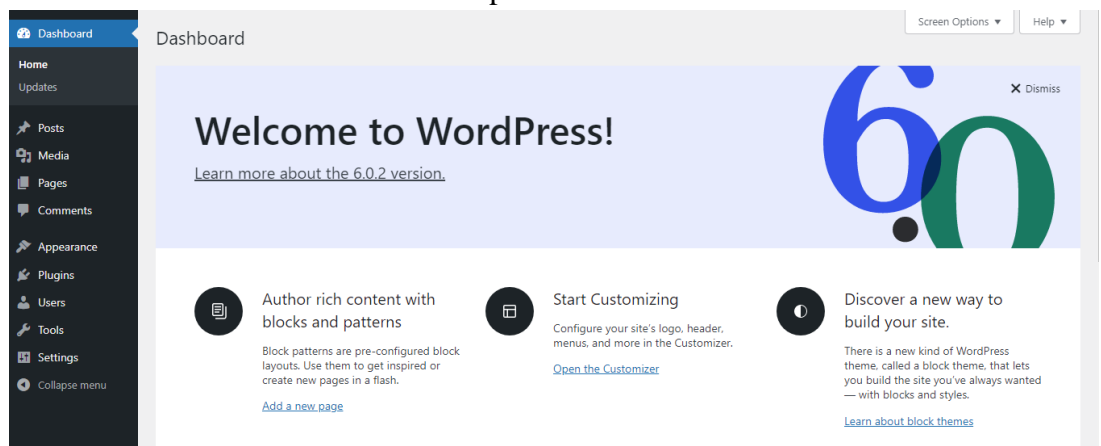 Dashboard
Home
Updates
Posts
Media
Pages
Comments
Appearance
Plugins
Users
Tools
Settings
Collapse menu
Screen Options ▼
Help ▼
Dashboard
Dismiss
Welcome to WordPress!
Learn more about the 6.0.2 version.
6.0
Author rich content with
blocks and patterns
Block patterns are pre-configured block
layouts. Use them to get inspired or
create new pages in a flash.
Add a new page
Start Customizing
Configure your site's logo, header,
menus, and more in the Customizer.
Open the Customizer
Discover a new way to
build your site.
There is a new kind of WordPress
theme, called a block theme, that lets
you build the site you've always wanted
— with blocks and styles.
Learn about block themes